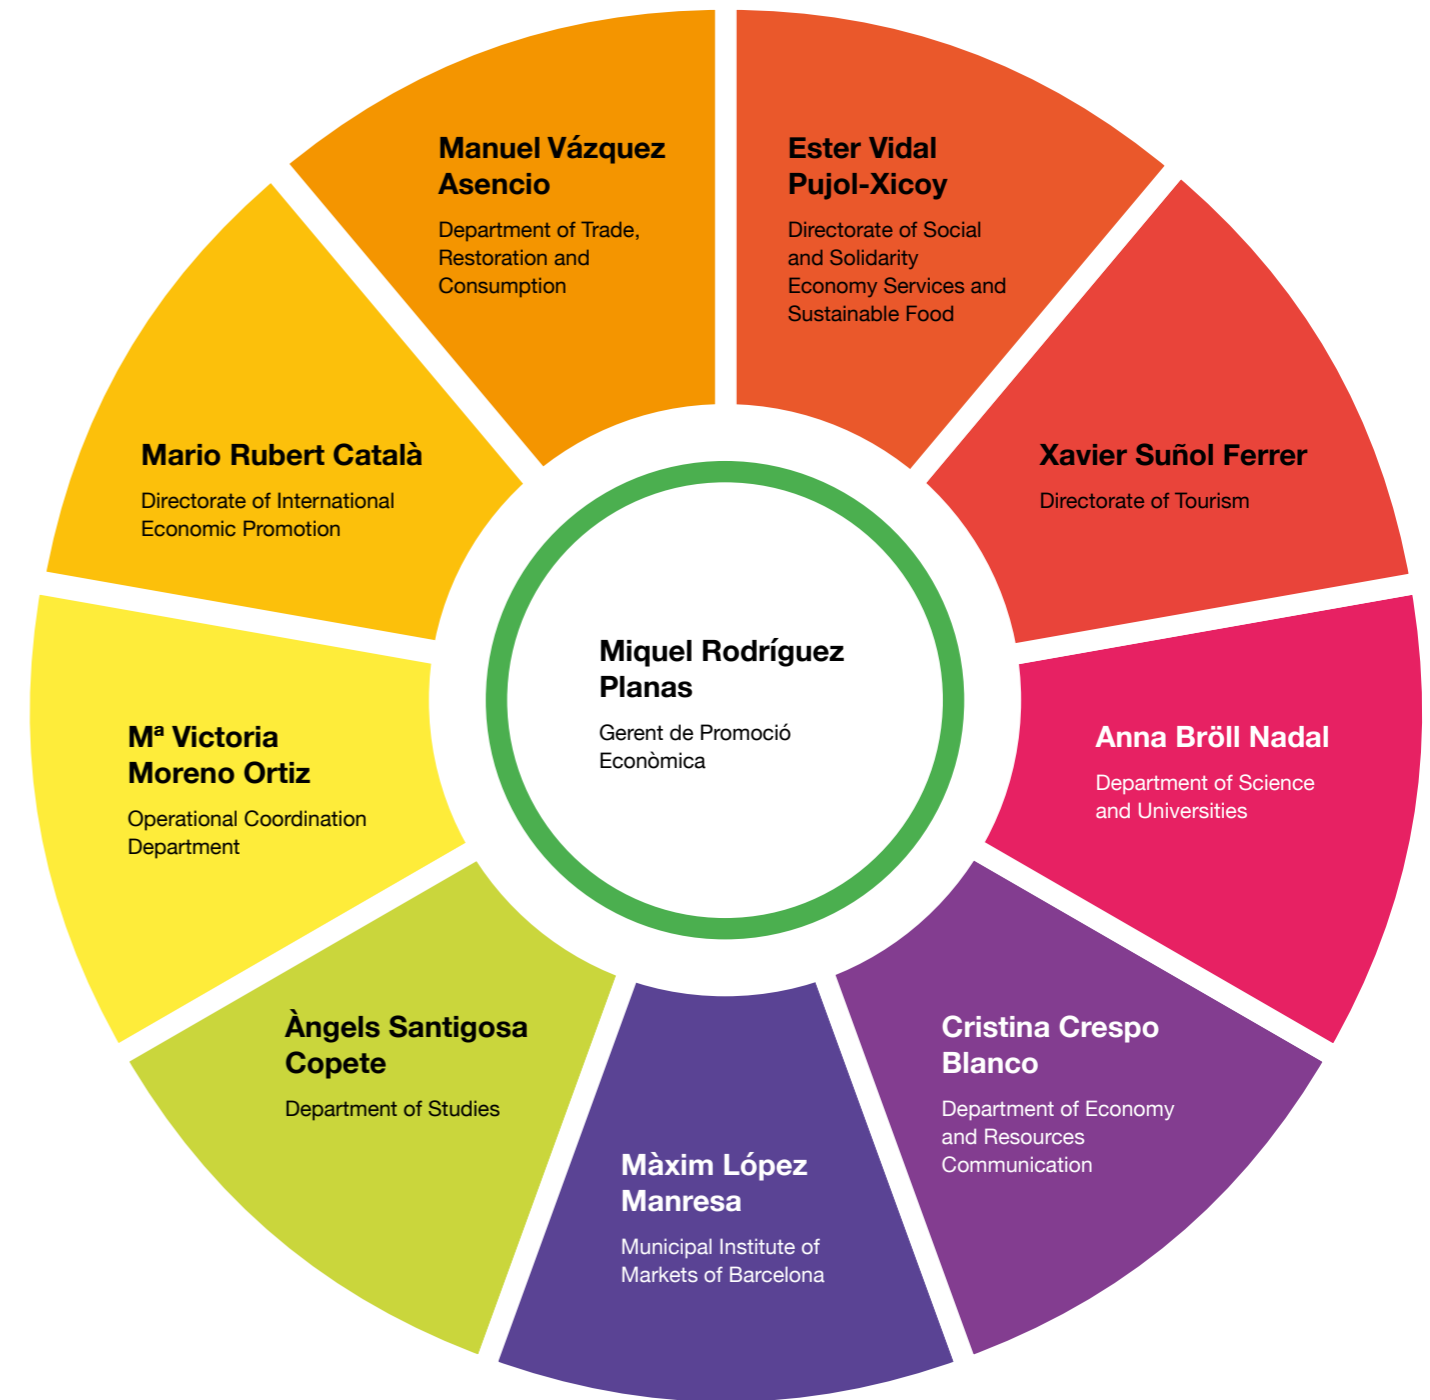 Manuel Vázquez
Asencio
Department of Trade,
Restoration and
Consumption
Ester Vidal
Pujol-Xicoy
Directorate of Social
and Solidarity
Economy Services and
Sustainable Food
Mario Rubert Català
Directorate of International
Economic Promotion
Xavier Suñol Ferrer
Directorate of Tourism
Miquel Rodríguez
Planas
Gerent de Promoció
Econòmica
Mª Victoria
Moreno Ortiz
Operational Coordination
Department
Anna Bröll Nadal
Department of Science
and Universities
Àngels Santigosa
Copete
Department of Studies
Cristina Crespo
Blanco
Department of Economy
and Resources
Communication
Màxim López
Manresa
Municipal Institute of
Markets of Barcelona